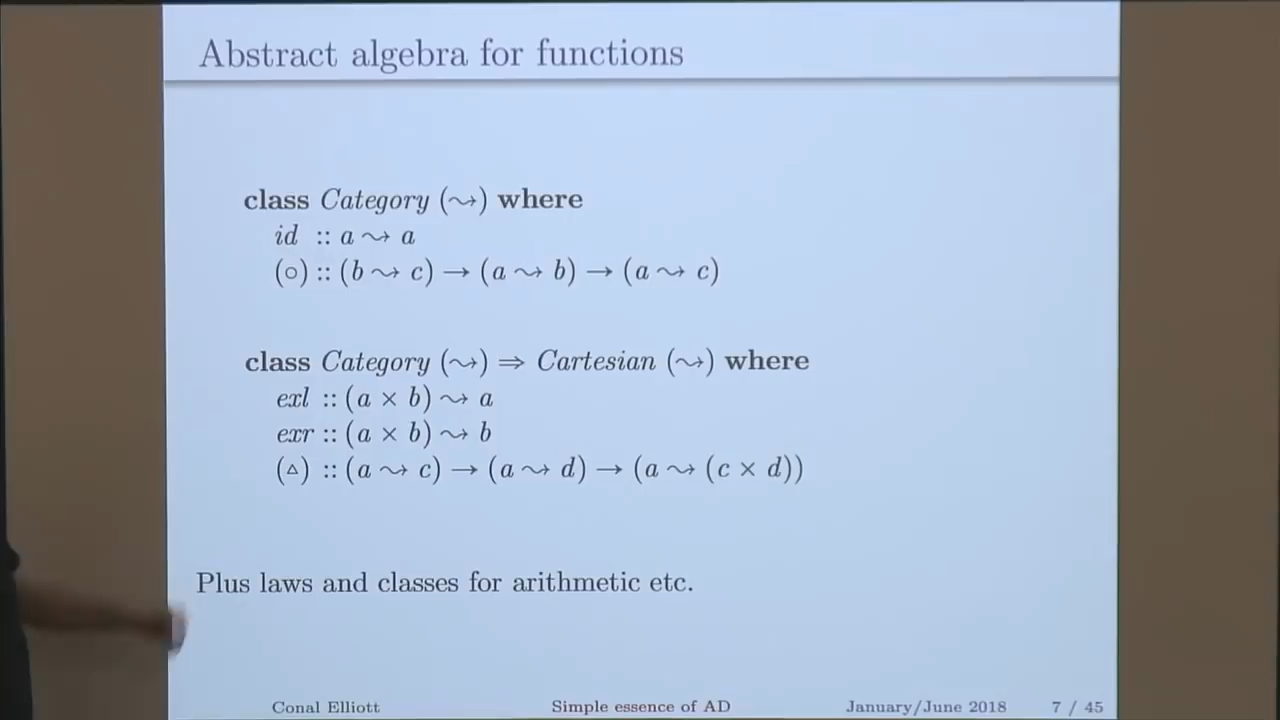 Abstract algebra for functions
class Category (⇝) where
id :: a ⇝ a
(∘) :: (b ⇝ c) → (a ⇝ b) → (a ⇝ c)
class Category (⇝) ⇒ Cartesian (⇝) where
exl :: (a × b) ⇝ a
exr :: (a × b) ⇝ b
(△) :: (a ⇝ c) → (a ⇝ d) → (a ⇝ (c × d))
Plus laws and classes for arithmetic etc.
Conal Elliott Simple essence of AD January/June 2018 7 / 45